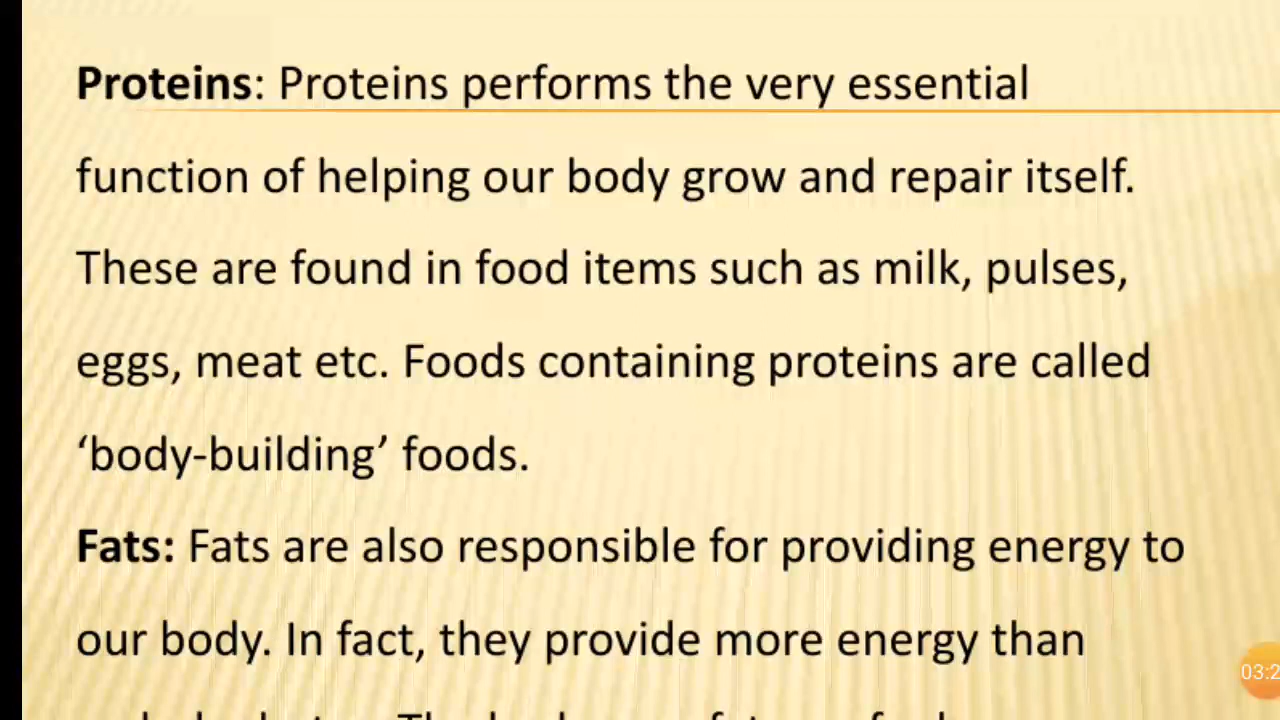 Proteins: Proteins performs the very essential
function of helping our body grow and repair itself.
These are found in food items such as milk, pulses,
eggs, meat etc. Foods containing proteins are called
‘body-building’ foods.
Fats: Fats are also responsible for providing energy to
our body. In fact, they provide more energy than
03:2